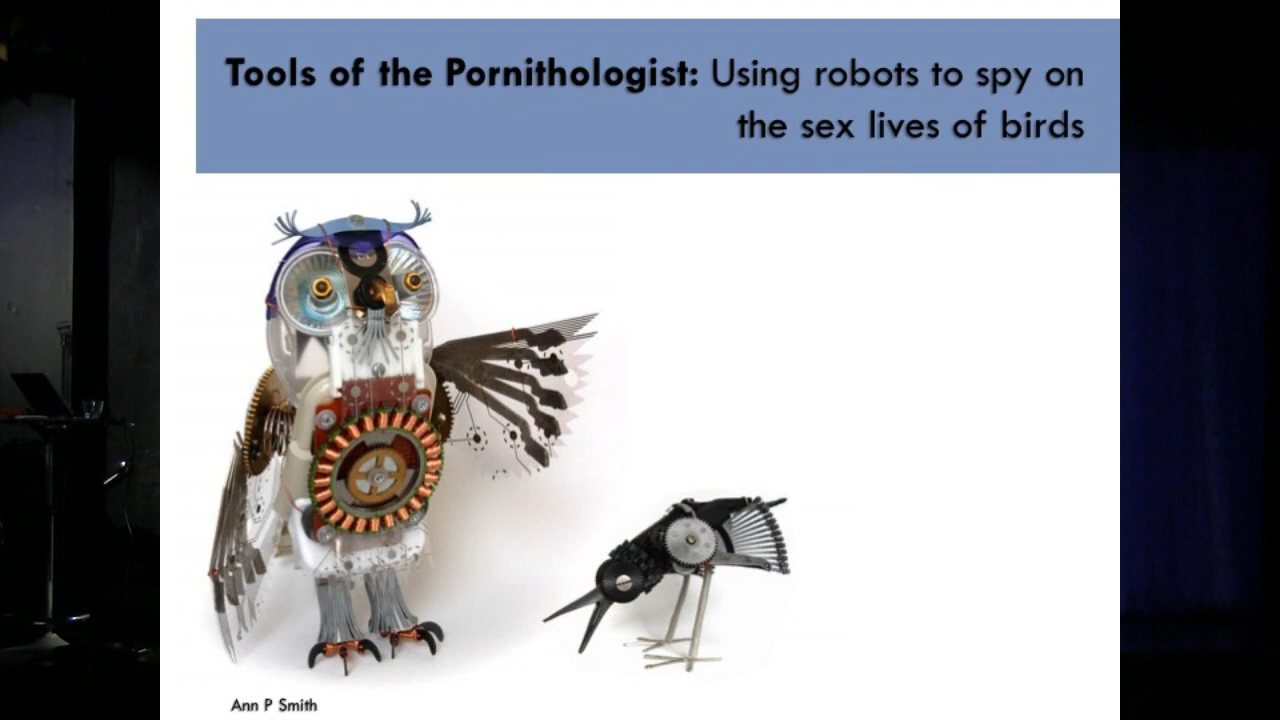 Tools of the Pornithologist: Using robots to spy on
the sex lives of birds
Ann P Smith